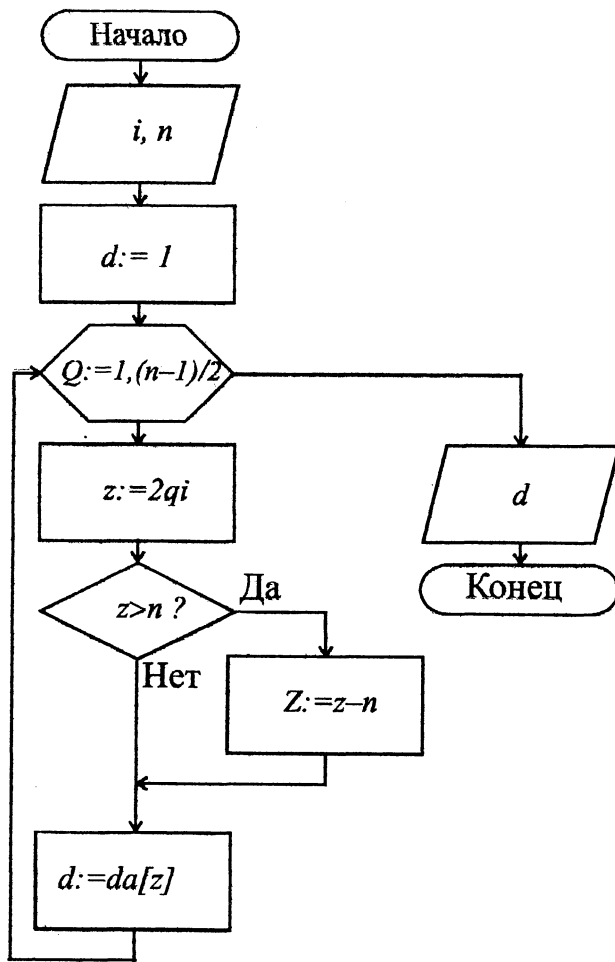 Начало
i, n
d:= 1
Q:=1,(n–1)/2
z:=2qi
d
Конец
z>n ?
Да
Нет
Z:=z–n
d:=da[z]